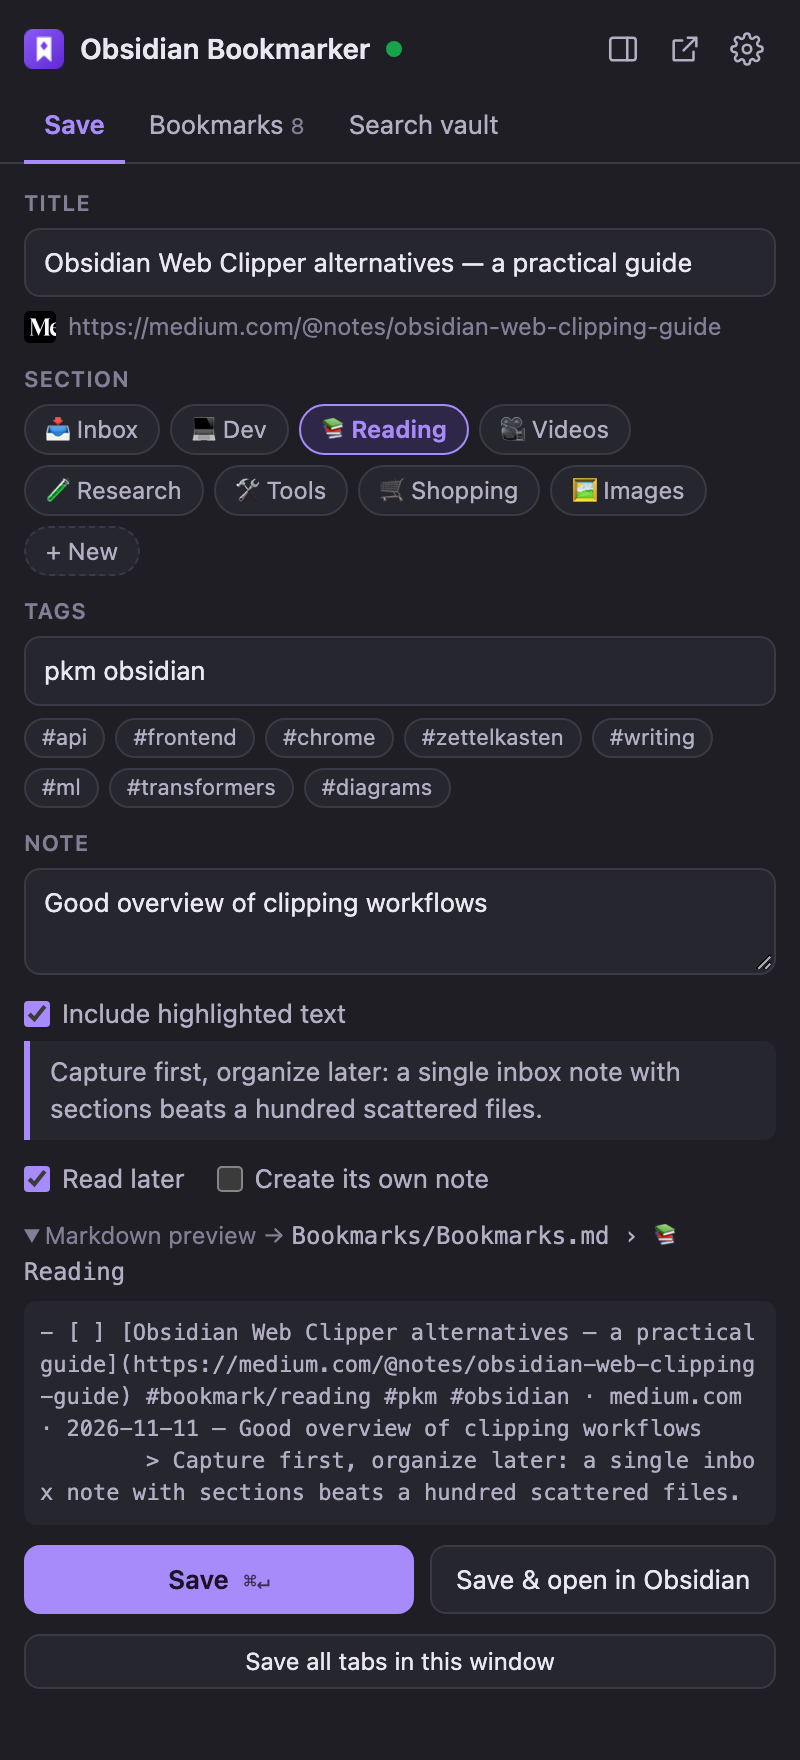 Obsidian Bookmarker
Save Bookmarks 8 Search vault
TITLE
Obsidian Web Clipper alternatives — a practical guide
Me https://medium.com/@notes/obsidian-web-clipping-guide
SECTION
📥 Inbox 💻 Dev 📚 Reading 🎥 Videos
🧪 Research 🛠 Tools 🛒 Shopping 🖼️ Images
+ New
TAGS
pkm obsidian
#api #frontend #chrome #zettelkasten #writing
#ml #transformers #diagrams
NOTE
Good overview of clipping workflows
Include highlighted text
Capture first, organize later: a single inbox note with
sections beats a hundred scattered files.
Read later Create its own note
▼ Markdown preview → Bookmarks/Bookmarks.md › 📚
Reading
- [ ] [Obsidian Web Clipper alternatives — a practical
guide](https://medium.com/@notes/obsidian-web-clipping
-guide) #bookmark/reading #pkm #obsidian · medium.com
· 2026-11-11 — Good overview of clipping workflows
> Capture first, organize later: a single inbo
x note with sections beats a hundred scattered files.
Save ⌘↵ Save & open in Obsidian
Save all tabs in this window